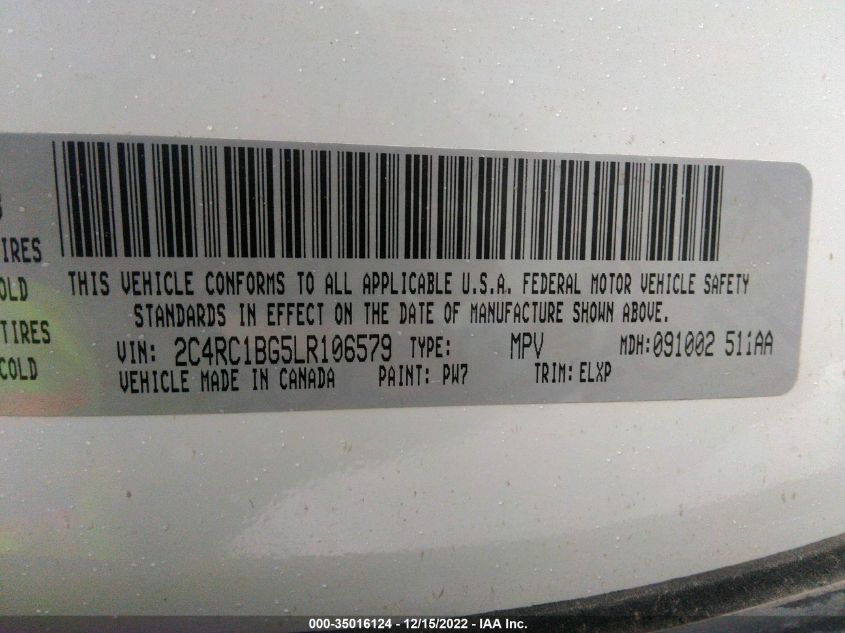 IRES
THIS VEHICLE CONFORMS TO ALL APPLICABLE U.S.A. FEDERAL MOTOR VEHICLE SAFETY
OLD
STANDARDS IN EFFECT ON THE DATE OF MANUFACTURE SHOWN ABOVE.
TIRES
VIN: 2C4RC1BG5LR106579 TYPE: MPV MDH:091002 511AA
COLD
VEHICLE MADE IN CANADA PAINT: PW7 TRIM: ELXP
000-35016124 - 12/15/2022 - IAA Inc.